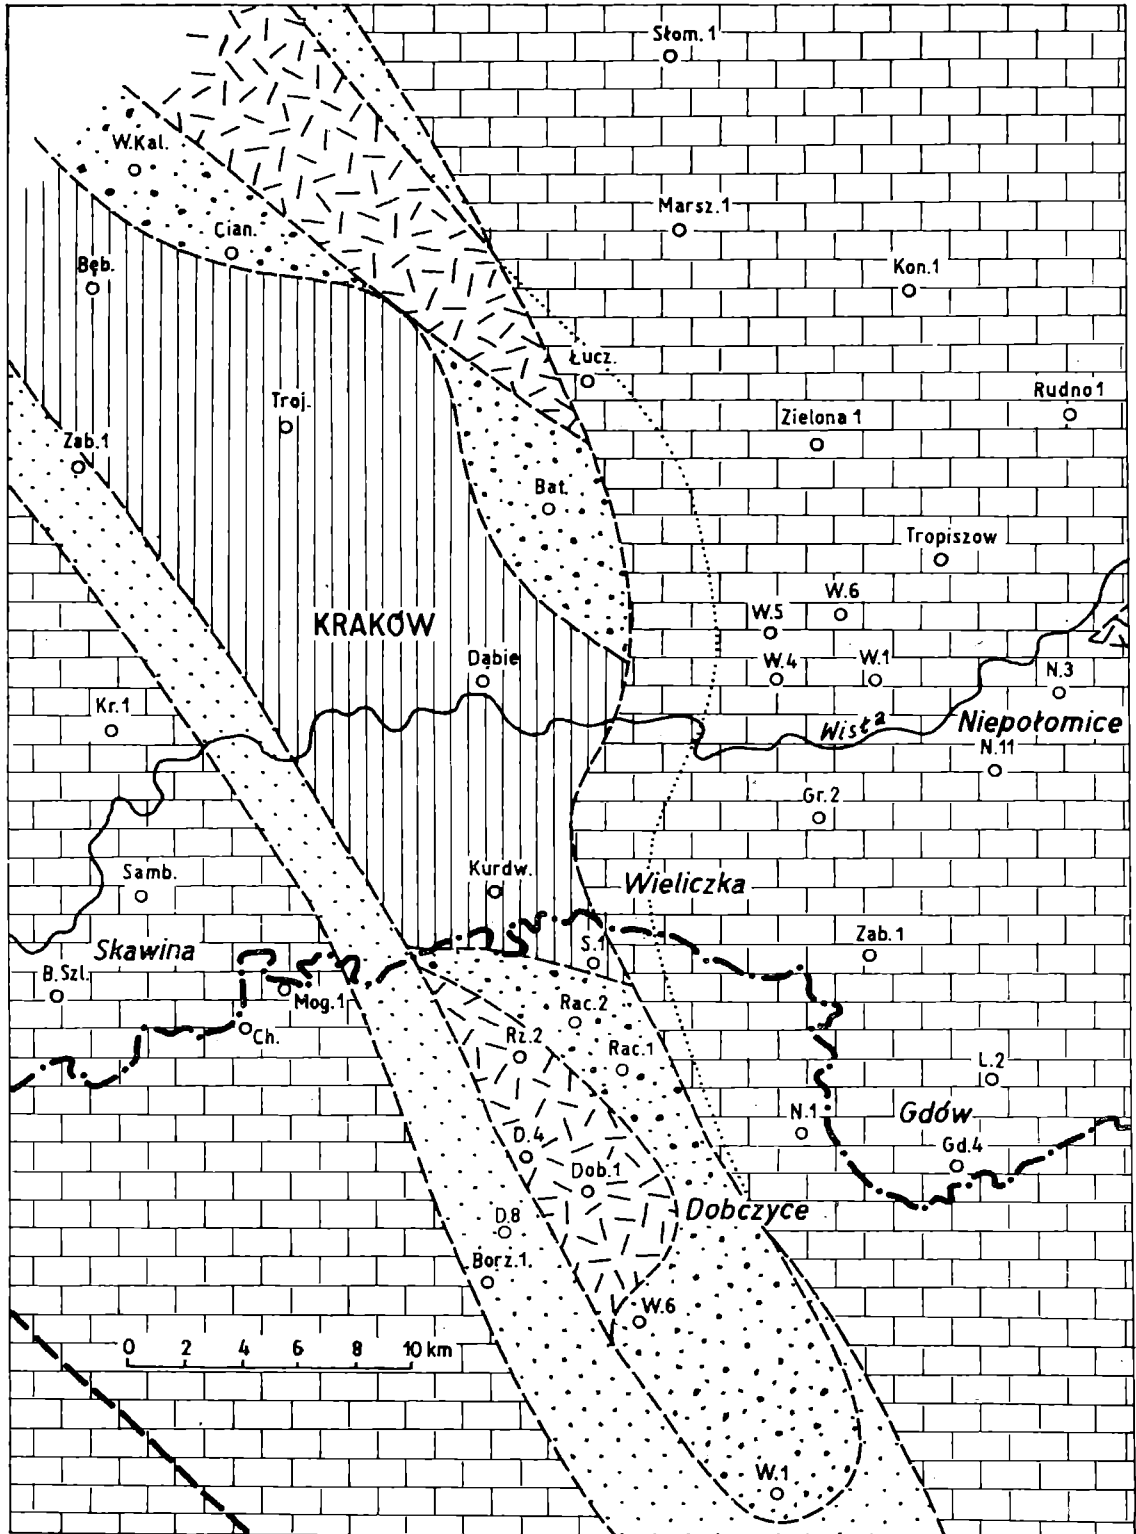 Słom.1
W.Kal.
Cian.
Marsz.1
Bęb.
Kon.1
Łucz.
Troj.
Rudno 1
Zielona 1
Zab.1
Bat.
Tropiszow
KRAKÓW
W.5
W.6
Dąbie
W.4
W.1
N.3
Kr.1
Wisła
Niepołomice
N.11
Gr.2
Samb.
Kurdw.
Wieliczka
Skawina
S.1
Zab.1
B.Szl.
Mog.1
Rac.2
Ch.
Rz.2
Rac.1
L.2
N.1
Gdów
D.4
Gd.4
Dob.1
D.8
Dobczyce
Borz.1.
W.6
0 2 4 6 8 10 km
W.1